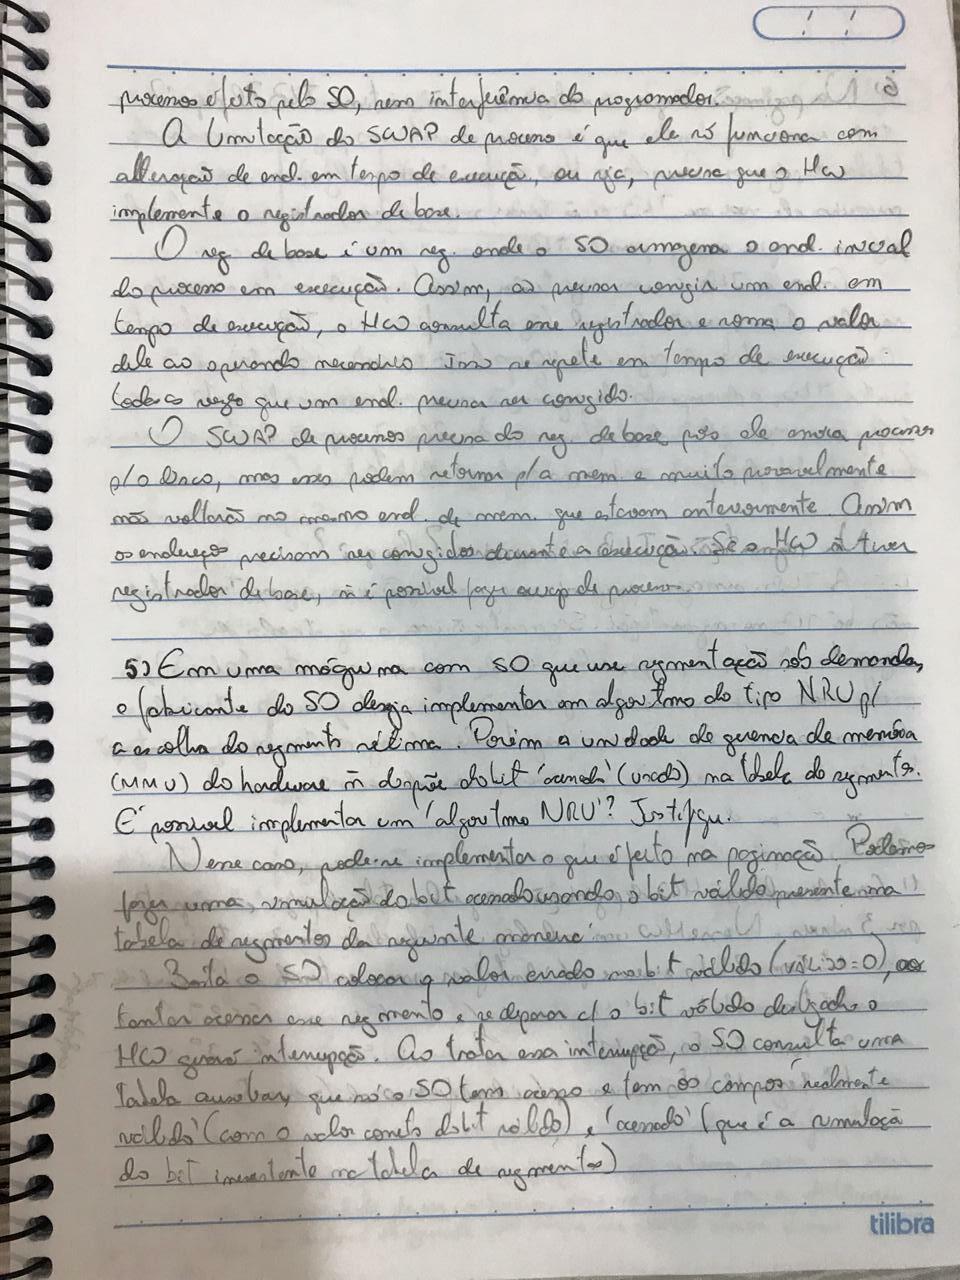 processos é feito pelo SO, sem interferência do programador.
A limitação do SWAP de processo é que ele só funciona com
alteração de end. em tempo de execução, ou seja, precisa que o HW
implemente o registrador de base.
O reg de base é um reg. onde o SO armazena o end. inicial
do processo em execução. Assim, ao precisar corrigir um end. em
tempo de execução, o HW consulta esse registrador e soma o valor
dele ao operando necessário Isso se repete em tempo de execução
todas as vezes que um end. precisa ser corrigido.
O SWAP de processos precisa do reg de base, pois ele envia processos
p/ o disco, mas esses podem retornar p/ a mem e muito provavelmente
não voltarão no mesmo end. de mem. que estavam anteriormente. Assim
os endereços precisam ser corrigidos durante a execução. Se o HW ñ tiver
registrador de base, ñ é possível fazer swap de processo.
5) Em uma máquina com SO que usa segmentação sob demanda,
o fabricante do SO deseja implementar um algoritmo do tipo NRU p/
a escolha do segmento vítima. Porém a unidade de gerencia de memória
(MMU) do hardware ñ dispõe do bit 'acessado' (usado) na tabela de segmentos.
É possível implementar um 'algoritmo NRU'? Justifique.
Nesse caso, pode-se implementar o que é feito na paginação. Podemos
fazer uma simulação do bit acessado usando o bit válido presente na
tabela de segmentos da seguinte maneira:
Basta o SO colocar o valor errado no bit válido (válido=0), ao
tentar acessar esse segmento e se deparar c/ o bit válido desligado o
HW gerará interrupção. Ao tratar essa interrupção, o SO consulta uma
tabela auxiliar, que só o SO tem acesso e tem os campos 'realmente
válido' (com o valor correto do bit válido) e 'acessado' (que é a simulação
do bit inexistente na tabela de segmentos)
tilibra